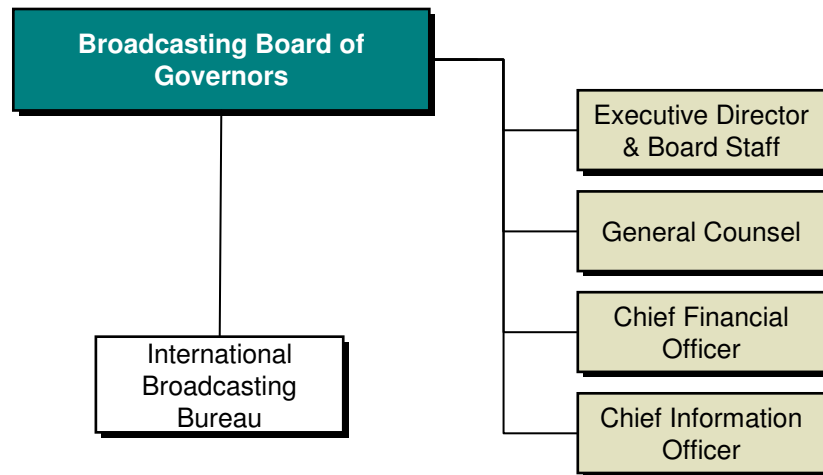 Broadcasting Board of
Governors
Executive Director
& Board Staff
General Counsel
Chief Financial
Officer
International
Broadcasting
Bureau
Chief Information
Officer